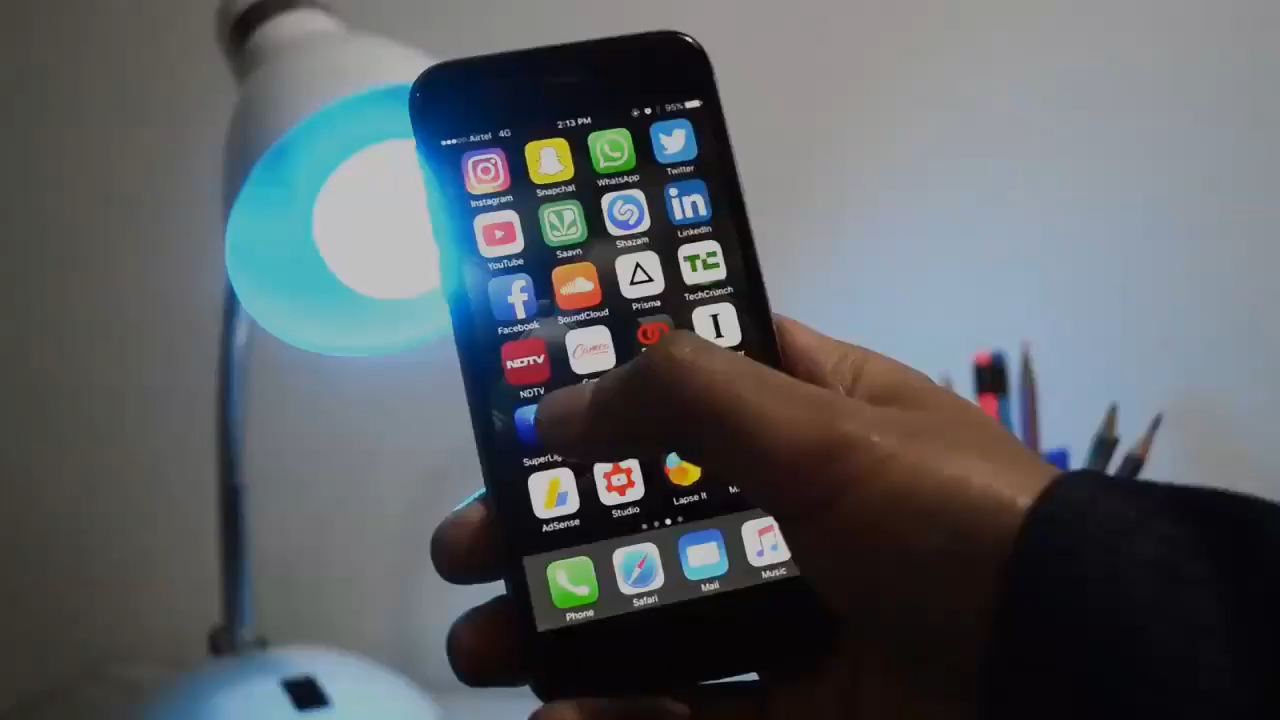 Airtel 4G 2:13 PM 95%
Instagram Snapchat WhatsApp Twitter
YouTube Saavn Shazam LinkedIn
Facebook SoundCloud Prisma TechCrunch
NDTV
AdSense Studio Lapse It
Phone Safari Mail Music